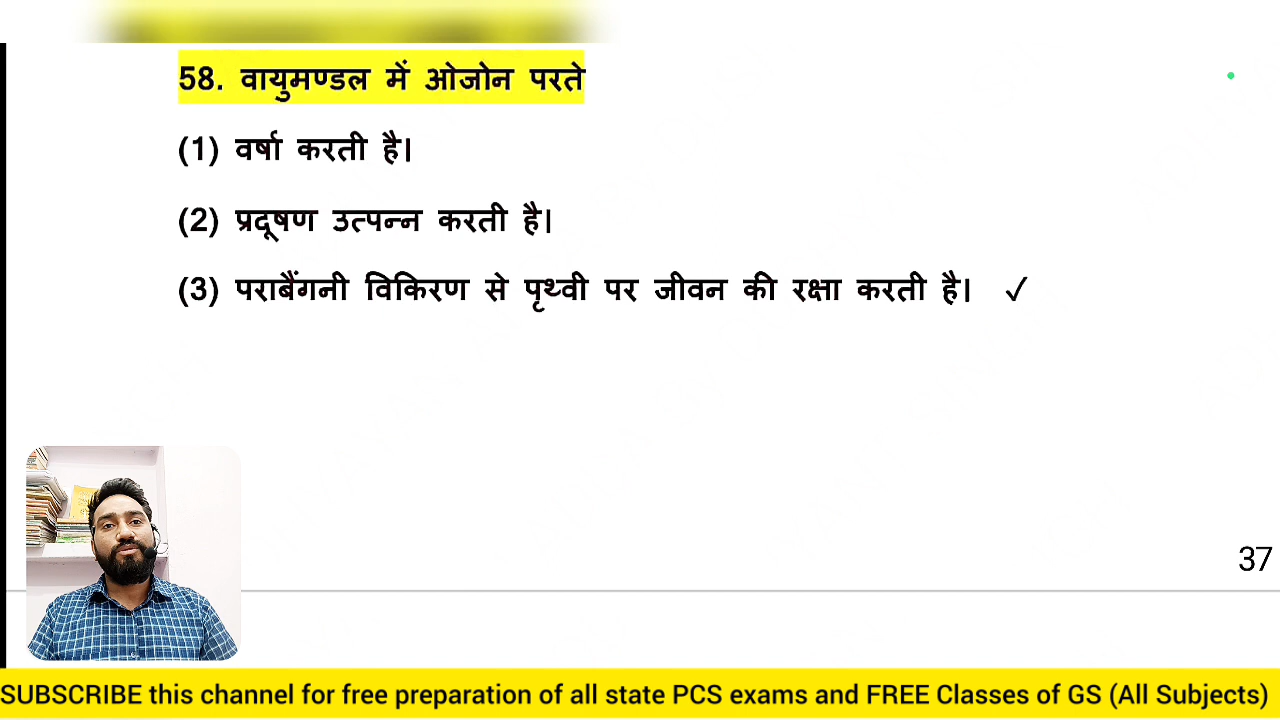 58. वायुमण्डल में ओजोन परते
(1) वर्षा करती है।
(2) प्रदूषण उत्पन्न करती है।
(3) पराबैंगनी विकिरण से पृथ्वी पर जीवन की रक्षा करती है। ✓
37
SUBSCRIBE this channel for free preparation of all state PCS exams and FREE Classes of GS (All Subjects)